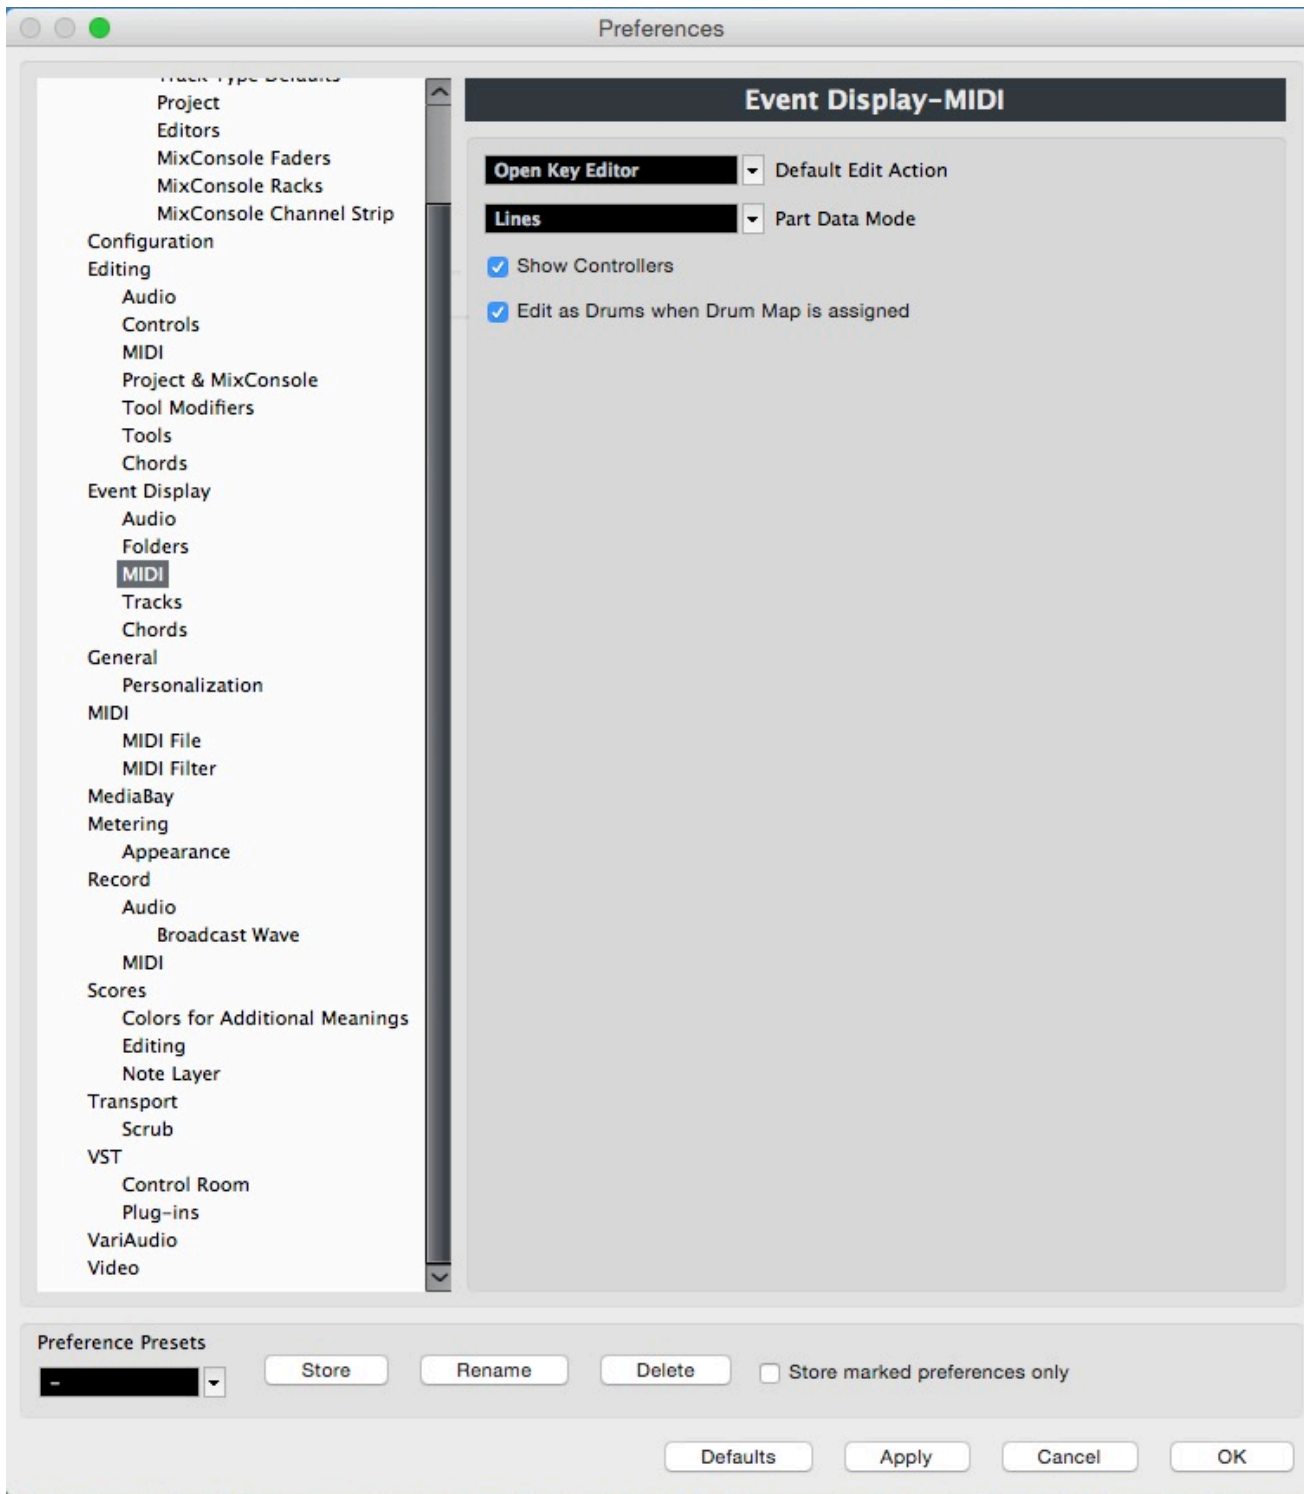 Preferences
Track Type Defaults
Project
Editors
MixConsole Faders
MixConsole Racks
MixConsole Channel Strip
Configuration
Editing
Audio
Controls
MIDI
Project & MixConsole
Tool Modifiers
Tools
Chords
Event Display
Audio
Folders
MIDI
Tracks
Chords
General
Personalization
MIDI
MIDI File
MIDI Filter
MediaBay
Metering
Appearance
Record
Audio
Broadcast Wave
MIDI
Scores
Colors for Additional Meanings
Editing
Note Layer
Transport
Scrub
VST
Control Room
Plug-ins
VariAudio
Video
Event Display-MIDI
Open Key Editor Default Edit Action
Lines Part Data Mode
Show Controllers
Edit as Drums when Drum Map is assigned
Preference Presets
– Store Rename Delete Store marked preferences only
Defaults Apply Cancel OK